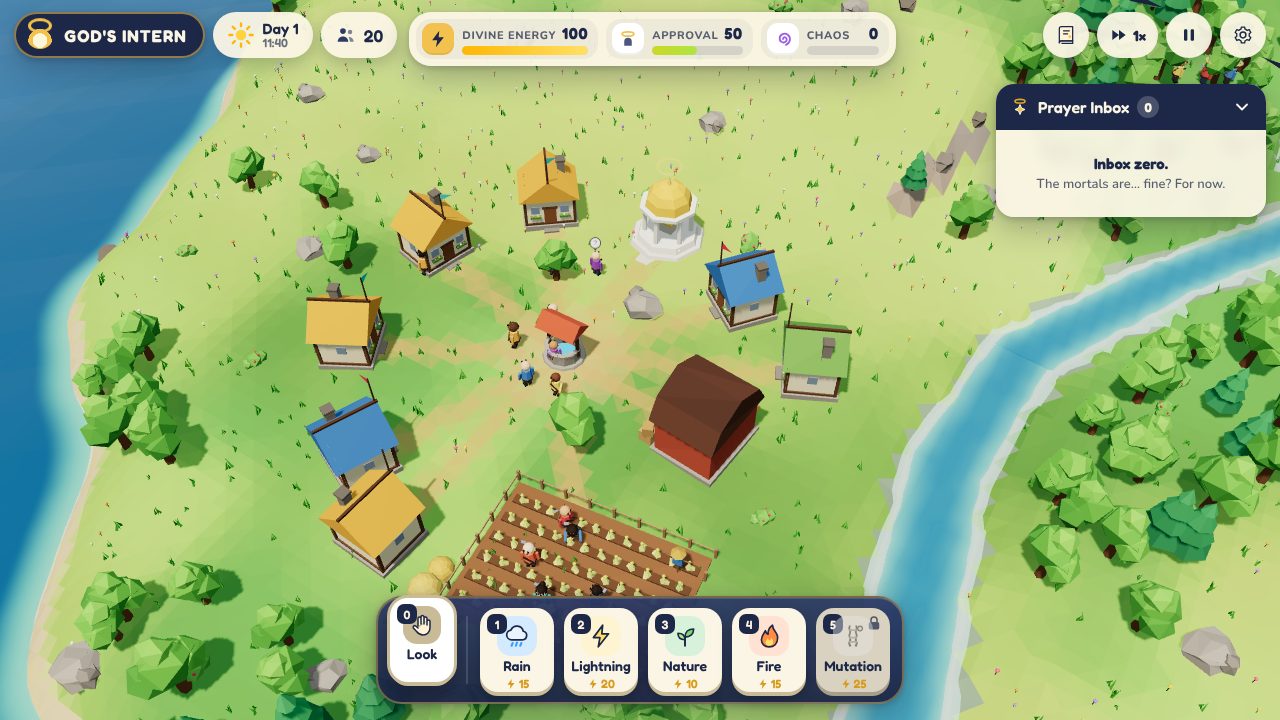 GOD'S INTERN
Day 1
11:40
20
DIVINE ENERGY 100
APPROVAL 50
CHAOS 0
1x
Prayer Inbox 0
Inbox zero.
The mortals are... fine? For now.
0
Look
1
Rain
15
2
Lightning
20
3
Nature
10
4
Fire
15
5
Mutation
25